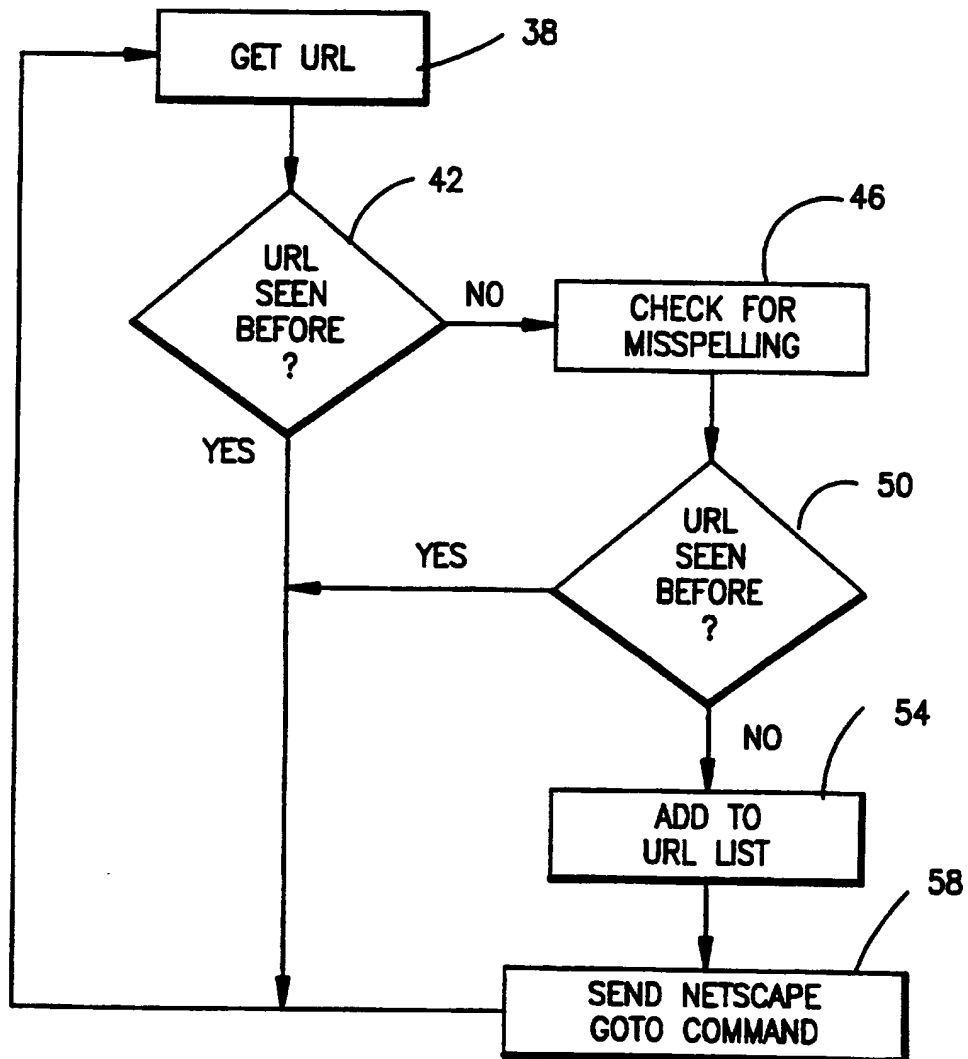 GET URL
38
42
URL
SEEN
BEFORE
?
NO
46
CHECK FOR
MISSPELLING
YES
50
URL
SEEN
BEFORE
?
YES
NO
54
ADD TO
URL LIST
58
SEND NETSCAPE
GOTO COMMAND